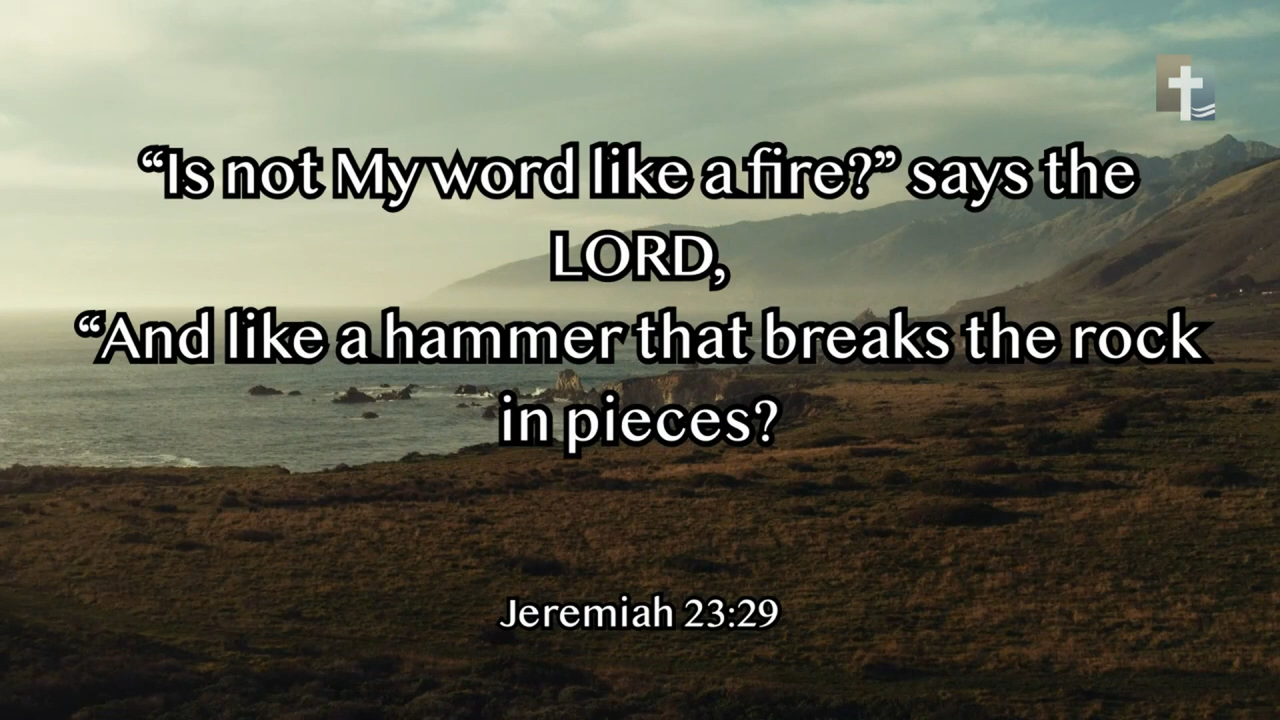 “Is not My word like a fire?” says the
LORD,
“And like a hammer that breaks the rock
in pieces?
Jeremiah 23:29